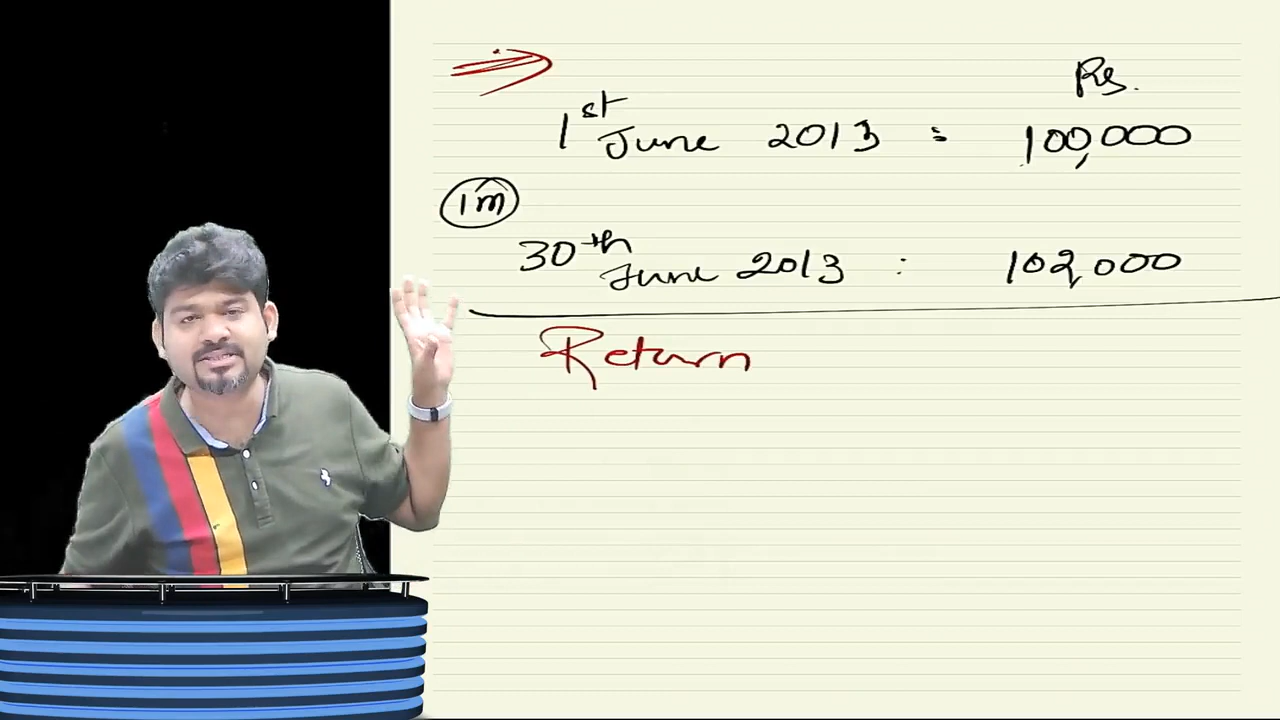 Rs.
1st June 2013 : 100,000
1m
30th June 2013 : 102,000
Return